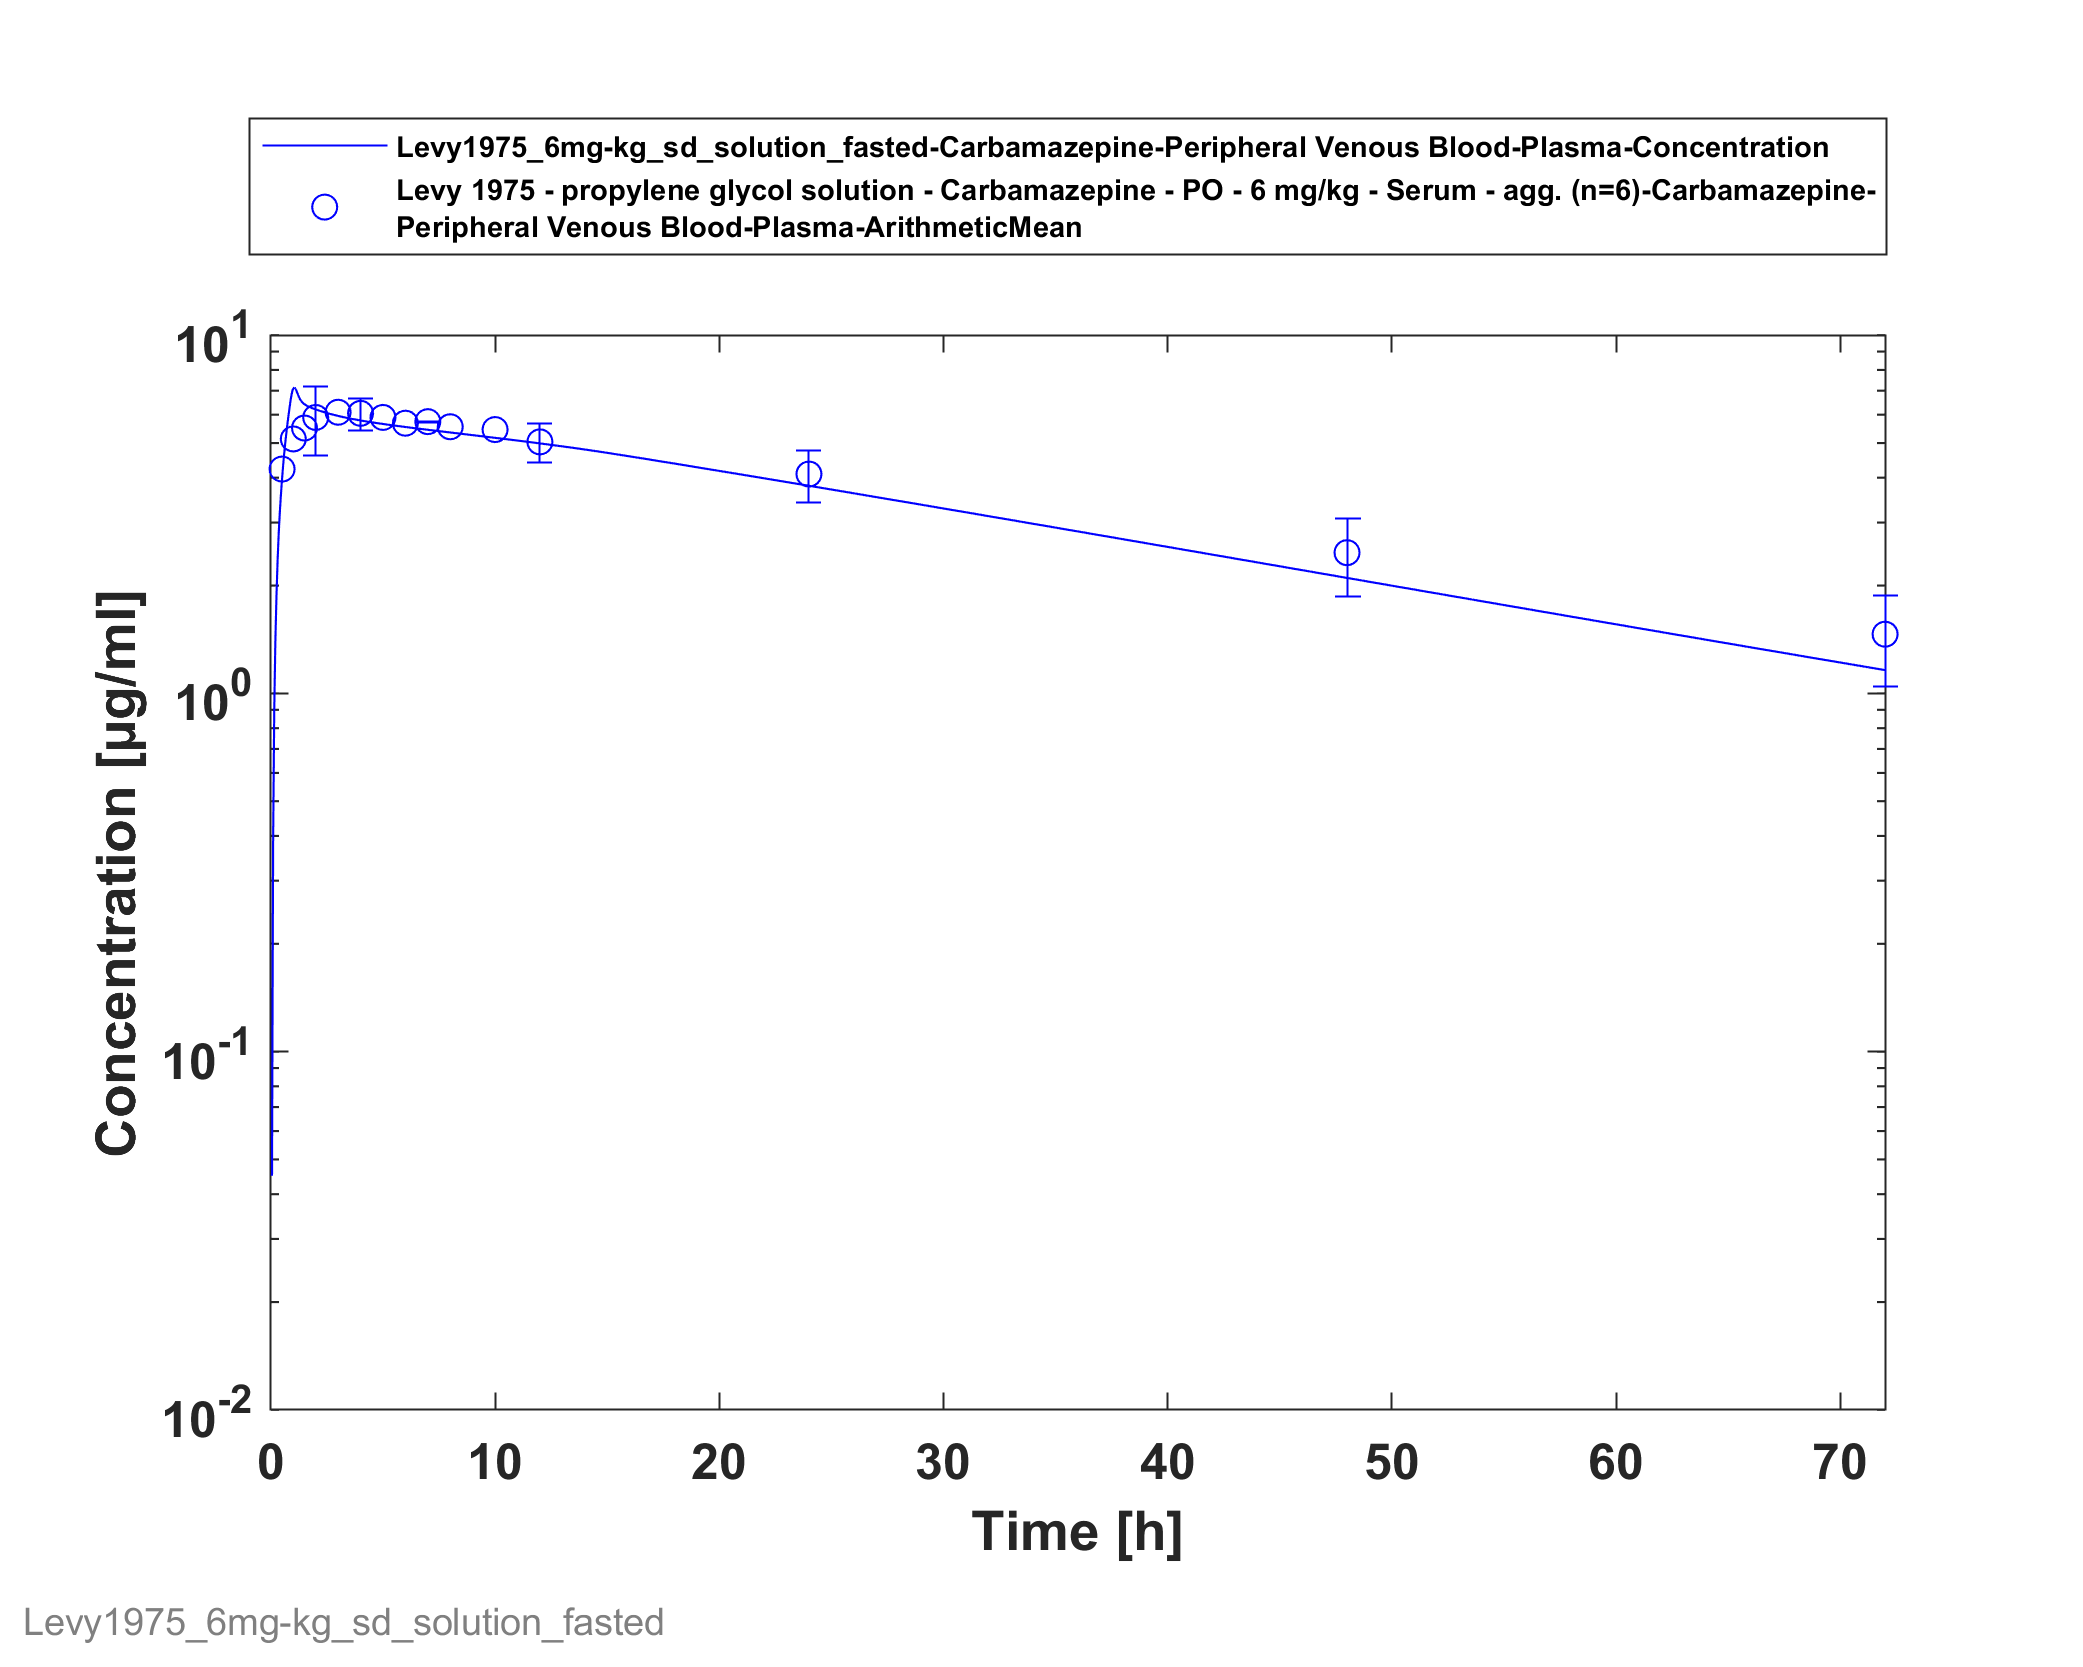 Levy1975_6mg-kg_sd_solution_fasted-Carbamazepine-Peripheral Venous Blood-Plasma-Concentration
Levy 1975 - propylene glycol solution - Carbamazepine - PO - 6 mg/kg - Serum - agg. (n=6)-Carbamazepine-
Peripheral Venous Blood-Plasma-ArithmeticMean
10^1
10^0
10^-1
10^-2
Concentration [µg/ml]
0 10 20 30 40 50 60 70
Time [h]
Levy1975_6mg-kg_sd_solution_fasted